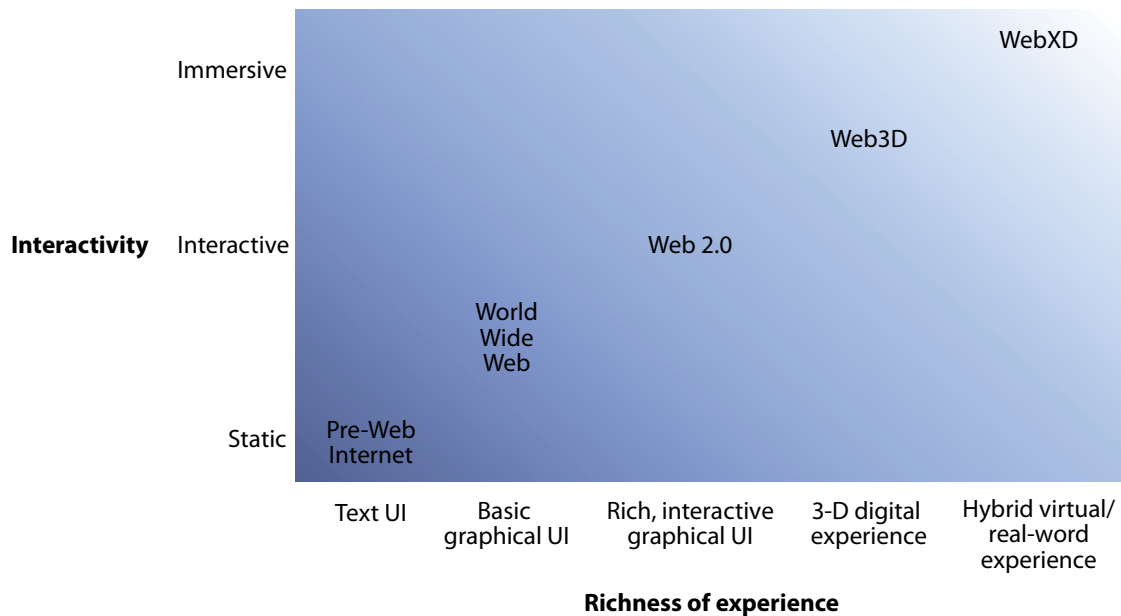 WebXD
Immersive
Web3D
Interactivity
Interactive
Web 2.0
World
Wide
Web
Static
Pre-Web
Internet
Text UI
Basic
graphical UI
Rich, interactive
graphical UI
3-D digital
experience
Hybrid virtual/
real-word
experience
Richness of experience